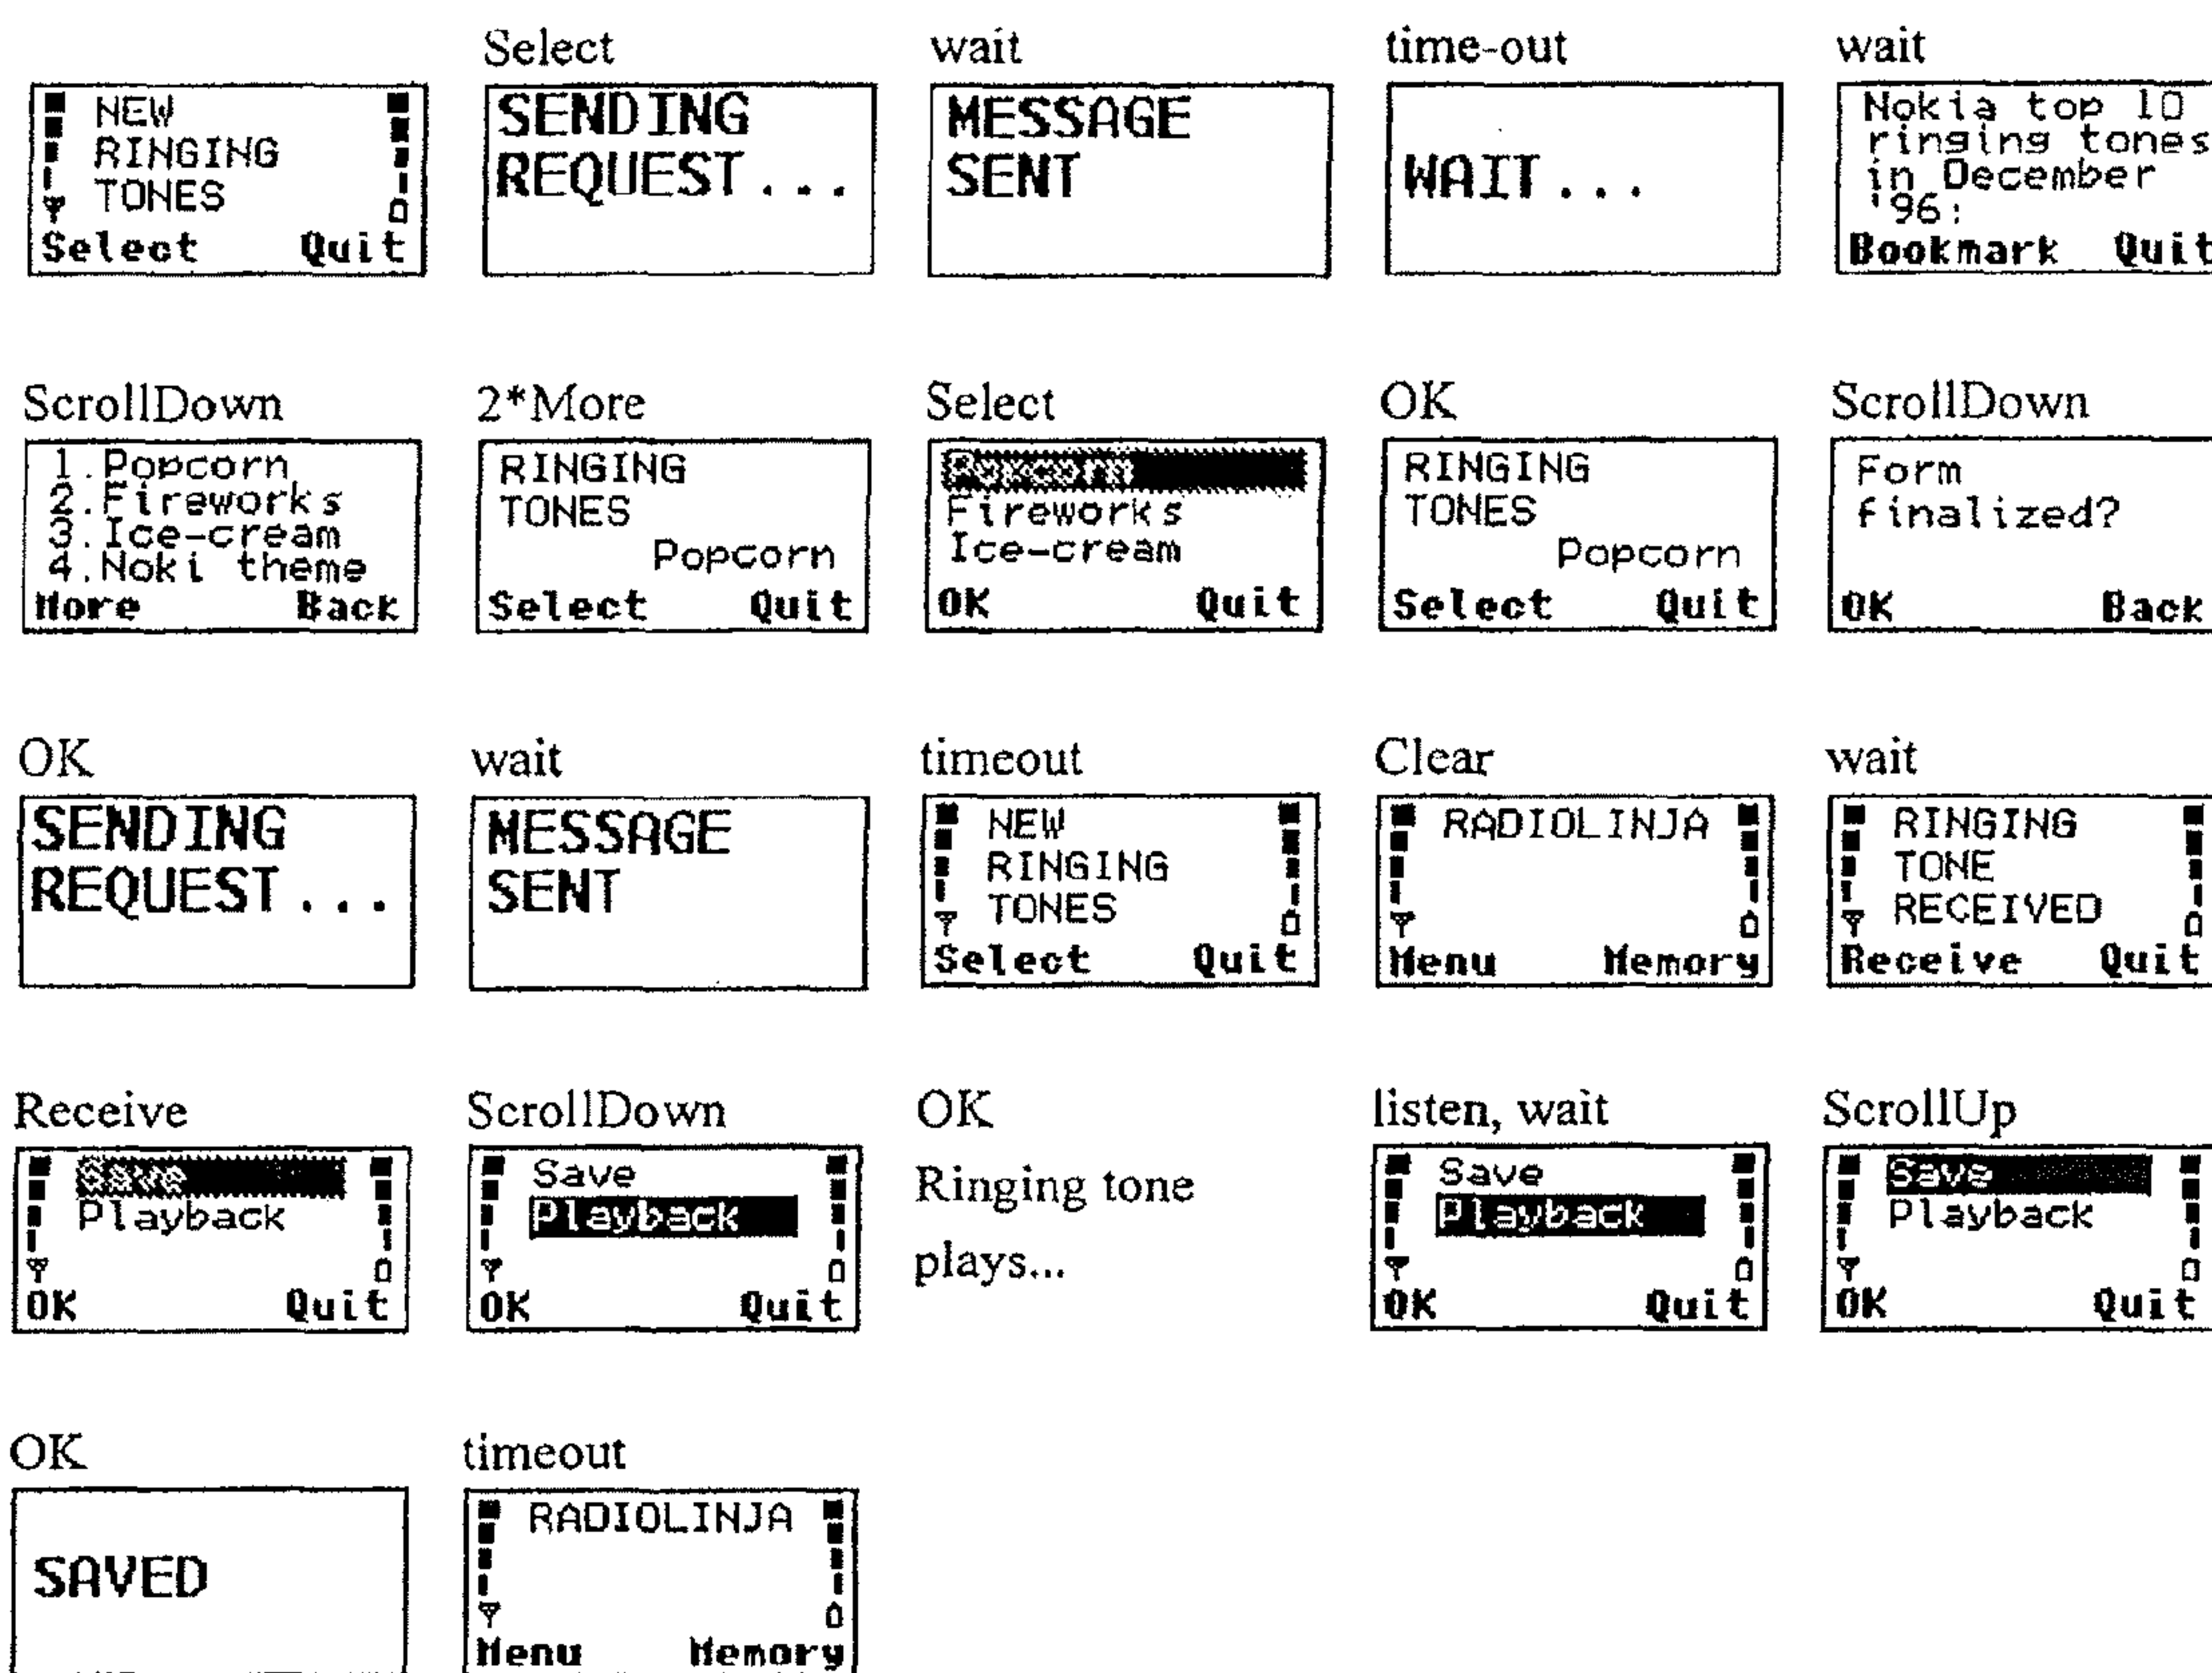 NEW
RINGING
TONES
Select Quit
Select
SENDING
REQUEST...
wait
MESSAGE
SENT
time-out
WAIT...
wait
Nokia top 10
ringing tones
in December
'96:
Bookmark Quit
ScrollDown
1.Popcorn
2.Fireworks
3.Ice-cream
4.Noki theme
More Back
2*More
RINGING
TONES
Popcorn
Select Quit
Select
Popcorn
Fireworks
Ice-cream
OK Quit
OK
RINGING
TONES
Popcorn
Select Quit
ScrollDown
Form
finalized?
OK Back
OK
SENDING
REQUEST...
wait
MESSAGE
SENT
timeout
NEW
RINGING
TONES
Select Quit
Clear
RADIOLINJA
Menu Memory
wait
RINGING
TONE
RECEIVED
Receive Quit
Receive
Save
Playback
OK Quit
ScrollDown
Save
Playback
OK Quit
OK
Ringing tone
plays...
listen, wait
Save
Playback
OK Quit
ScrollUp
Save
Playback
OK Quit
OK
SAVED
timeout
RADIOLINJA
Menu Memory